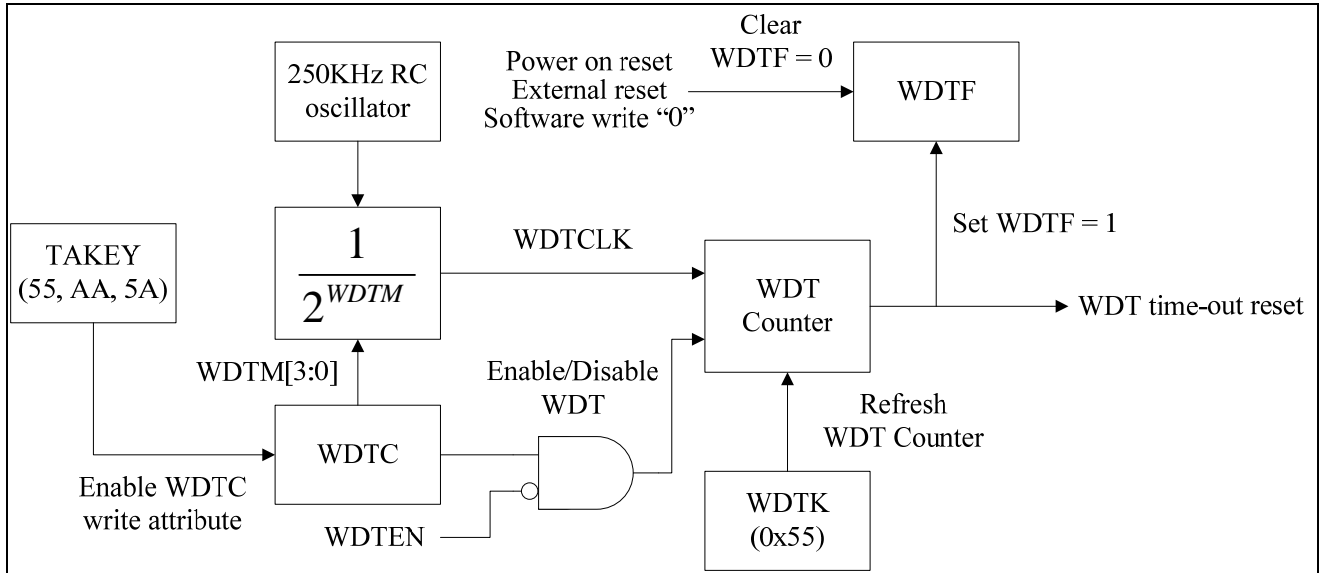 250KHz RC
oscillator
Power on reset
External reset
Software write “0”
Clear
WDTF = 0
WDTF
TAKEY
(55, AA, 5A)
1
2^WDTM
WDTCLK
WDT
Counter
Set WDTF = 1
WDT time-out reset
WDTM[3:0]
Enable/Disable
WDT
Enable WDTC
write attribute
WDTC
WDTEN
Refresh
WDT Counter
WDTK
(0x55)